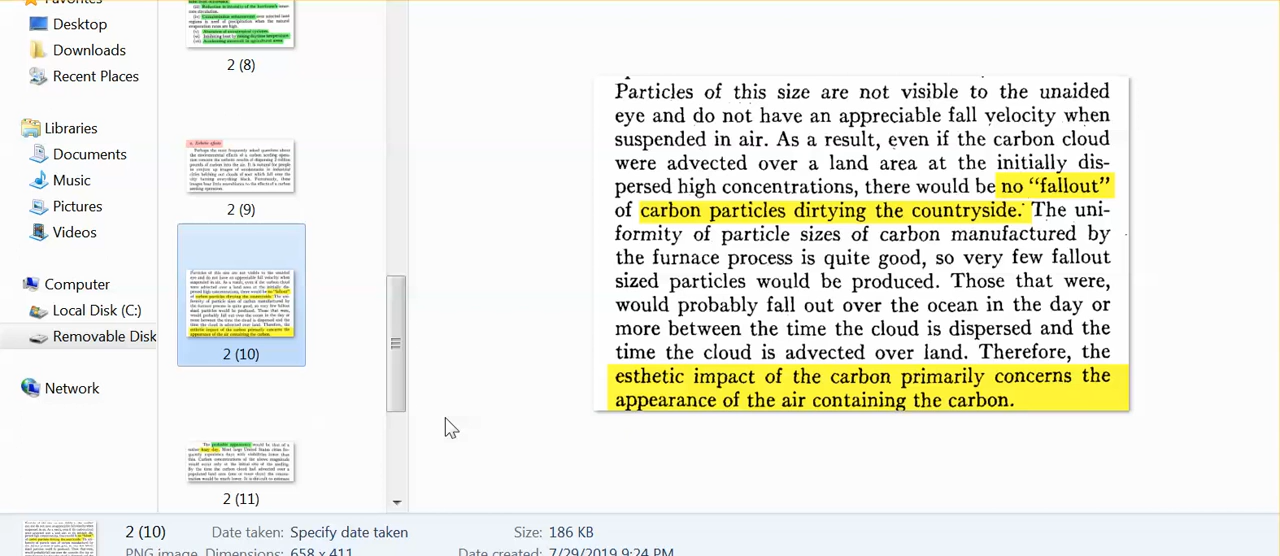 Favorites
Desktop
Downloads
Recent Places
Libraries
Documents
Music
Pictures
Videos
Computer
Local Disk (C:)
Removable Disk
Network
2 (8)
2 (9)
2 (10)
2 (11)
Particles of this size are not visible to the unaided
eye and do not have an appreciable fall velocity when
suspended in air. As a result, even if the carbon cloud
were advected over a land area at the initially dis-
persed high concentrations, there would be no “fallout”
of carbon particles dirtying the countryside. The uni-
formity of particle sizes of carbon manufactured by
the furnace process is quite good, so very few fallout
sized particles would be produced. Those that were,
would probably fall out over the ocean in the day or
more between the time the cloud is dispersed and the
time the cloud is advected over land. Therefore, the
esthetic impact of the carbon primarily concerns the
appearance of the air containing the carbon.
2 (10) Date taken: Specify date taken Size: 186 KB
PNG image Dimensions: 658 x 411 Date created: 7/29/2019 9:24 PM